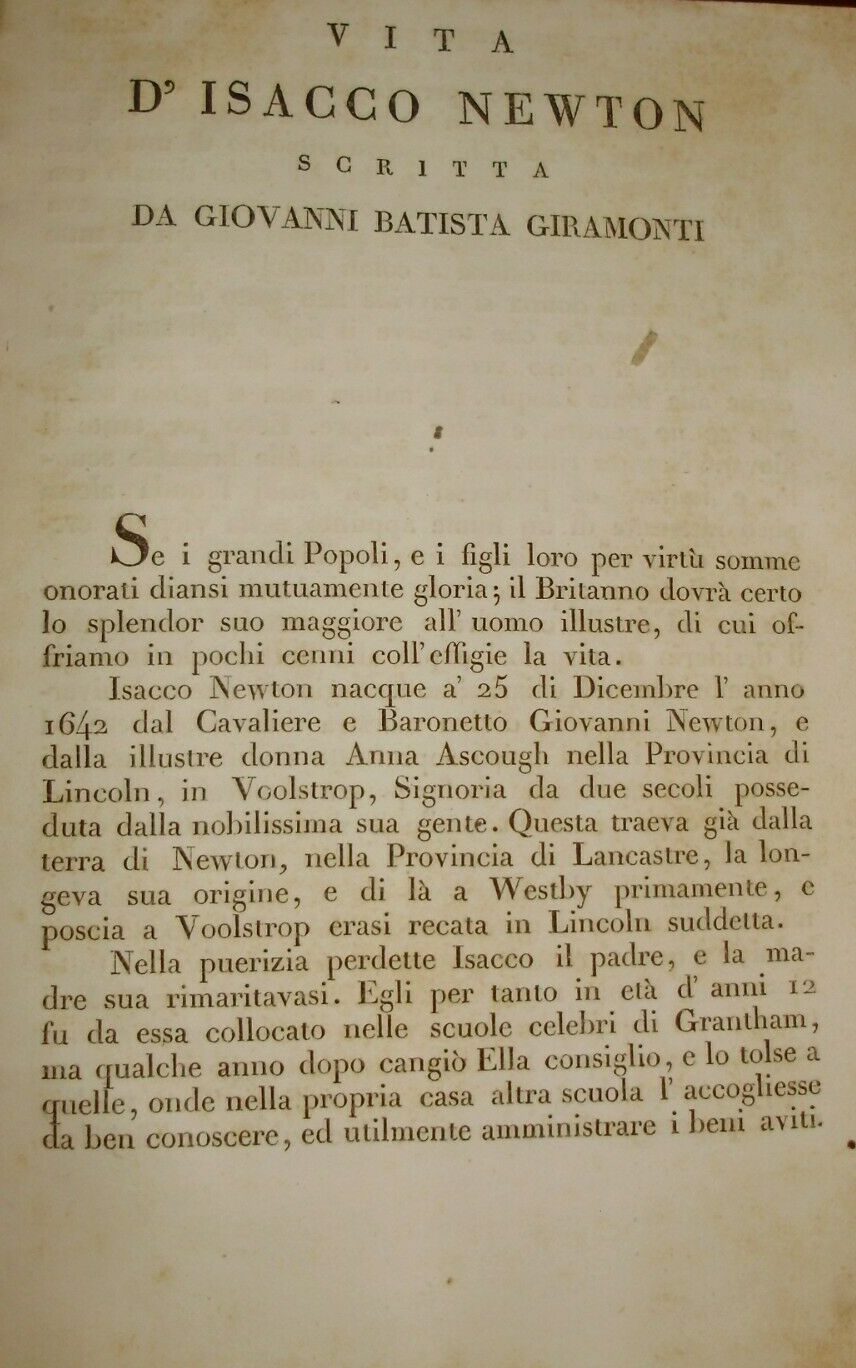 VITA
D' ISACCO NEWTON
SCRITTA
DA GIOVANNI BATISTA GIRAMONTI
Se i grandi Popoli, e i figli loro per virtù somme
onorati diansi mutuamente gloria; il Britanno dovrà certo
lo splendor suo maggiore all' uomo illustre, di cui of-
friamo in pochi cenni coll' effigie la vita.
Isacco Newton nacque a' 25 di Dicembre l' anno
1642 dal Cavaliere e Baronetto Giovanni Newton, e
dalla illustre donna Anna Ascough nella Provincia di
Lincoln, in Voolstrop, Signoria da due secoli posse-
duta dalla nobilissima sua gente. Questa traeva già dalla
terra di Newton, nella Provincia di Lancastre, la lon-
geva sua origine, e di là a Westby primamente, e
poscia a Voolstrop erasi recata in Lincoln suddetta.
Nella puerizia perdette Isacco il padre, e la ma-
dre sua rimaritavasi. Egli per tanto in età d' anni 12
fu da essa collocato nelle scuole celebri di Grantham,
ma qualche anno dopo cangiò Ella consiglio, e lo tolse a
quelle, onde nella propria casa altra scuola l' accogliesse
da ben conoscere, ed utilmente amministrare i beni aviti.